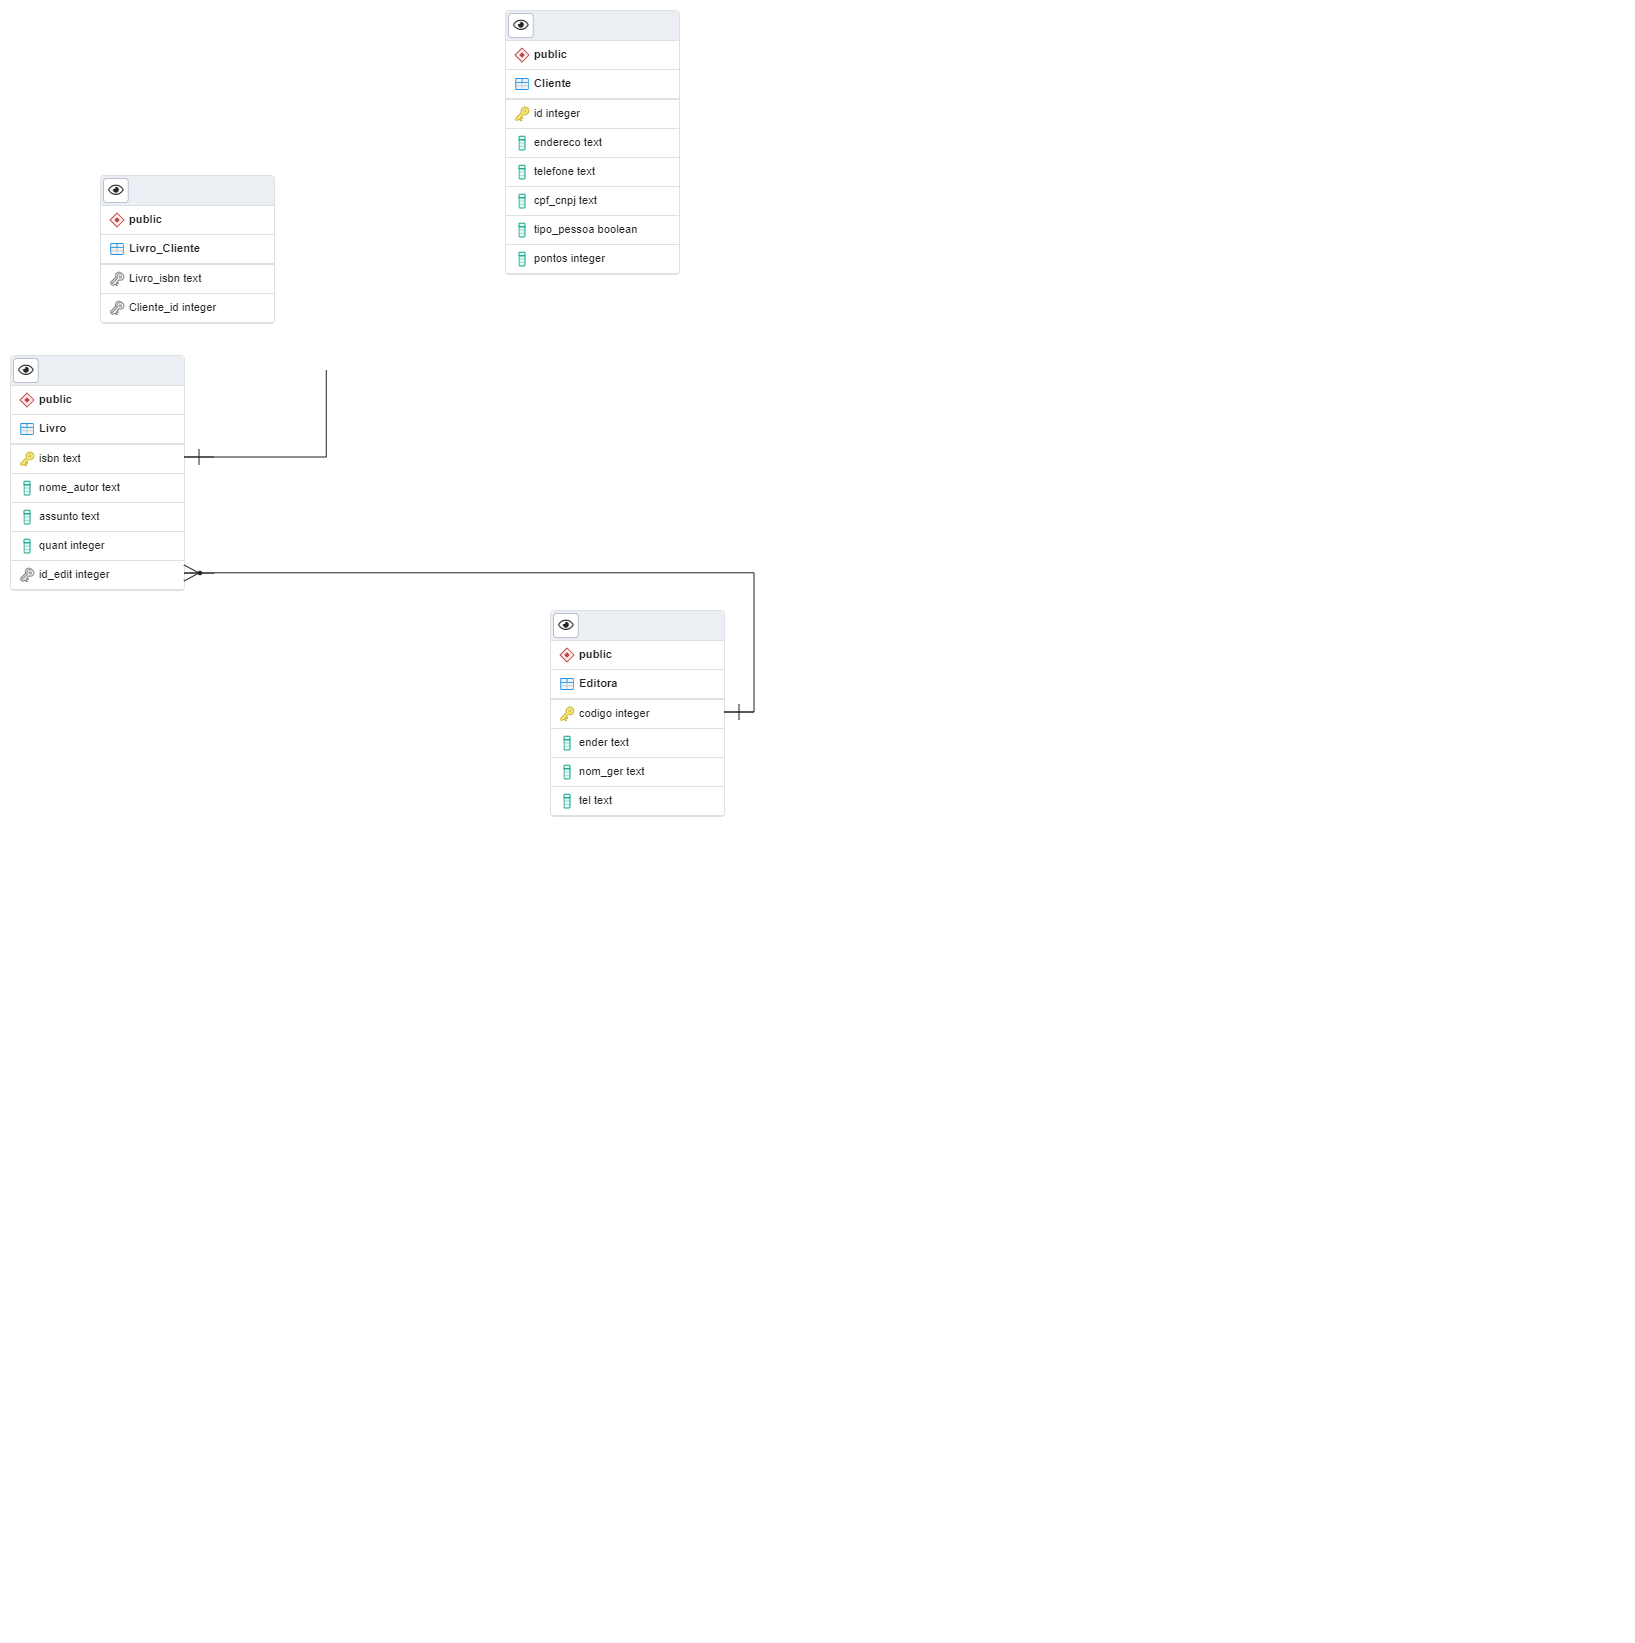 public
Cliente
id integer
endereco text
telefone text
cpf_cnpj text
tipo_pessoa boolean
pontos integer
public
Livro_Cliente
Livro_isbn text
Cliente_id integer
public
Livro
isbn text
nome_autor text
assunto text
quant integer
id_edit integer
public
Editora
codigo integer
ender text
nom_ger text
tel text